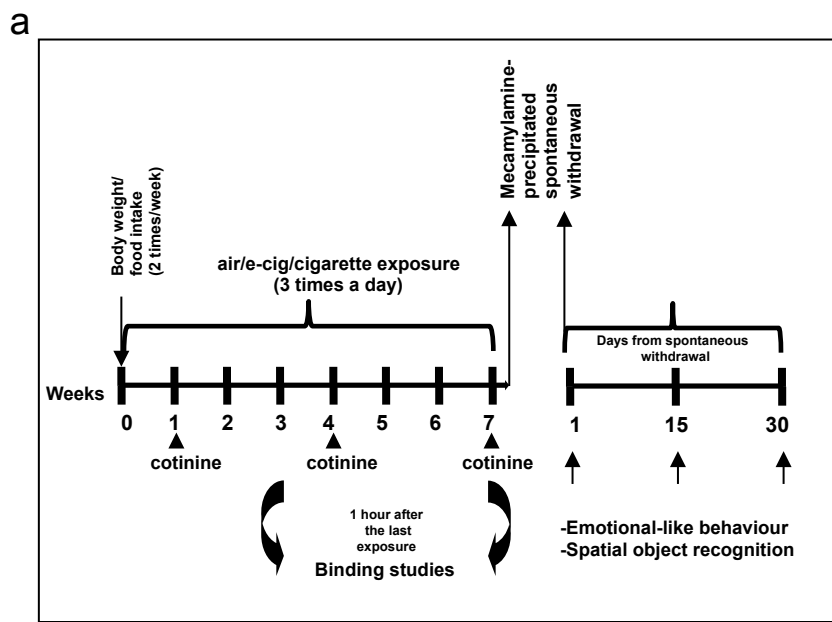 a
Mecamylamine-
precipitated
spontaneous
withdrawal
Body weight/
food intake
(2 times/week)
air/e-cig/cigarette exposure
(3 times a day)
Days from spontaneous
withdrawal
Weeks
0 1 2 3 4 5 6 7 1 15 30
cotinine cotinine cotinine
1 hour after
the last
exposure
Binding studies
-Emotional-like behaviour
-Spatial object recognition